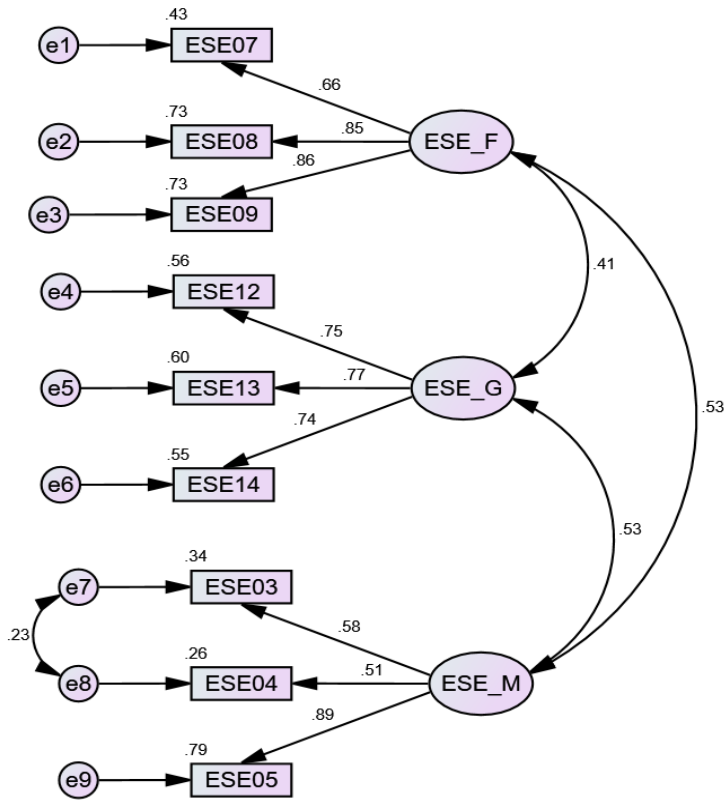 .43
e1 ESE07
.66
.73
e2 ESE08 .85 ESE_F
.86
.73
e3 ESE09
.56
.41
e4 ESE12
.75
.60
e5 ESE13 .77 ESE_G
.53
.74
.55
e6 ESE14
.53
.34
e7 ESE03
.58
.23
.26
e8 ESE04 .51 ESE_M
.89
.79
e9 ESE05